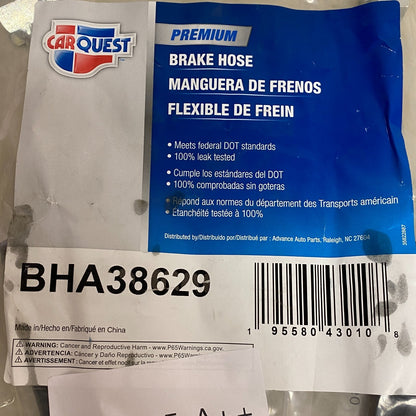 CARQUEST
PREMIUM
BRAKE HOSE
MANGUERA DE FRENOS
FLEXIBLE DE FREIN
• Meets federal DOT standards
• 100% leak tested
• Cumple los estándares del DOT
• 100% comprobadas sin goteras
• Répond aux normes du département des Transports américain
• Étanchéité testée à 100%
Distributed by/Distribuido por/Distribué par : Advance Auto Parts, Raleigh, NC 27604
BHA38629
1 95580 43010 8
Made in/Hecho en/Fabriqué en China
WARNING: Cancer and Reproductive Harm - www.P65Warnings.ca.gov
ADVERTENCIA: Cáncer y Daño Reproductivo - www.P65Warnings
AVERTISSEMENT: Cancer et effet nocif sur la